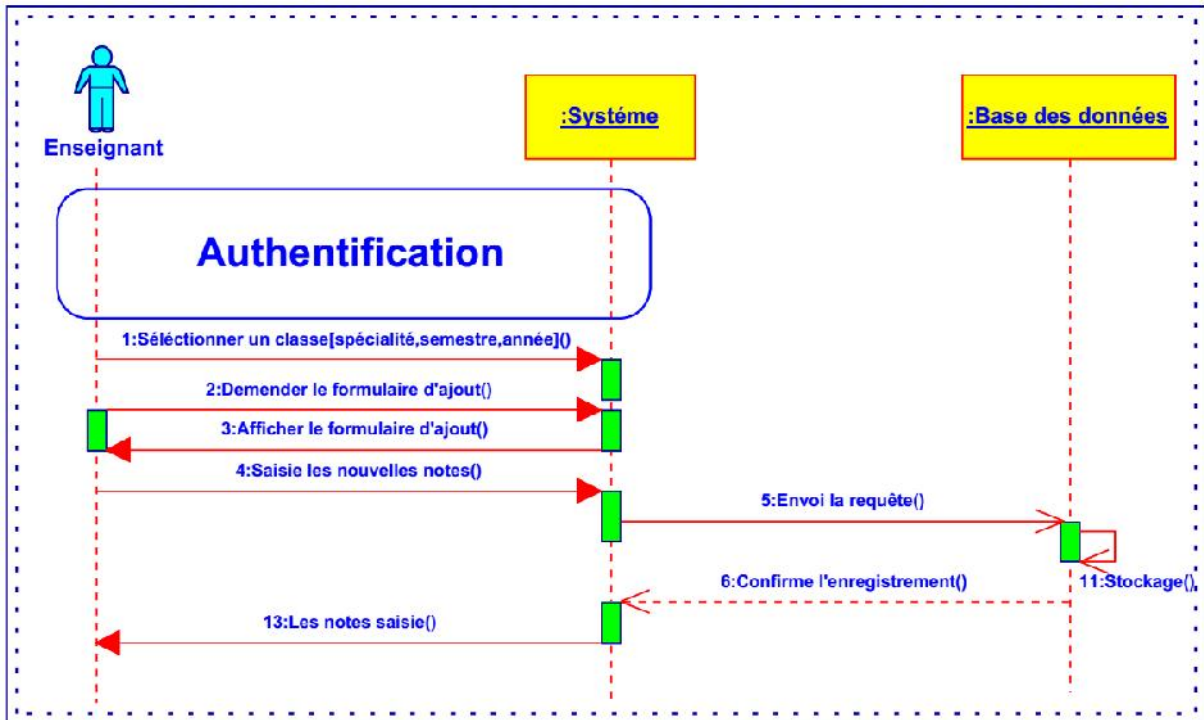 Enseignant
:Systéme
:Base des données
Authentification
1:Séléctionner un classe[spécialité,semestre,année]()
2:Demender le formulaire d'ajout()
3:Afficher le formulaire d'ajout()
4:Saisie les nouvelles notes()
5:Envoi la requête()
6:Confirme l'enregistrement()
11:Stockage()
13:Les notes saisie()